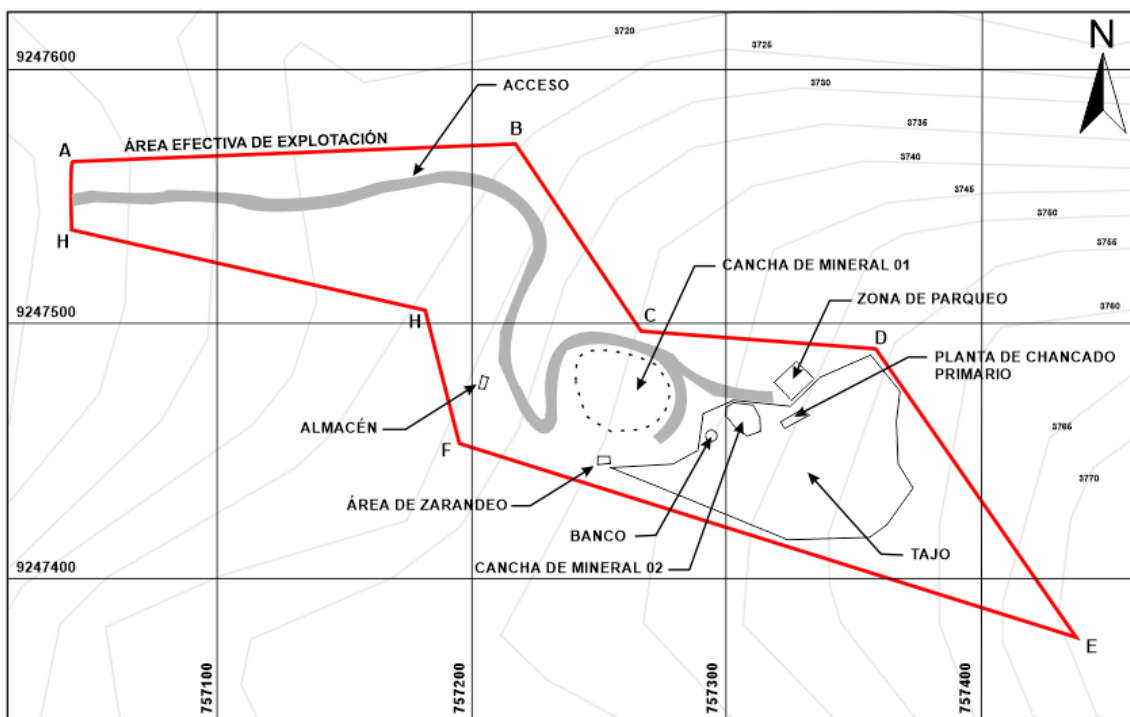 3720
3725
N
9247600
ACCESO
3730
B
3735
ÁREA EFECTIVA DE EXPLOTACIÓN
A
3740
3745
3750
H
3755
CANCHA DE MINERAL 01
ZONA DE PARQUEO
3760
9247500
H
C
D
PLANTA DE CHANCADO
PRIMARIO
ALMACÉN
3765
F
3770
ÁREA DE ZARANDEO
BANCO
TAJO
CANCHA DE MINERAL 02
9247400
E
757100
757200
757300
757400